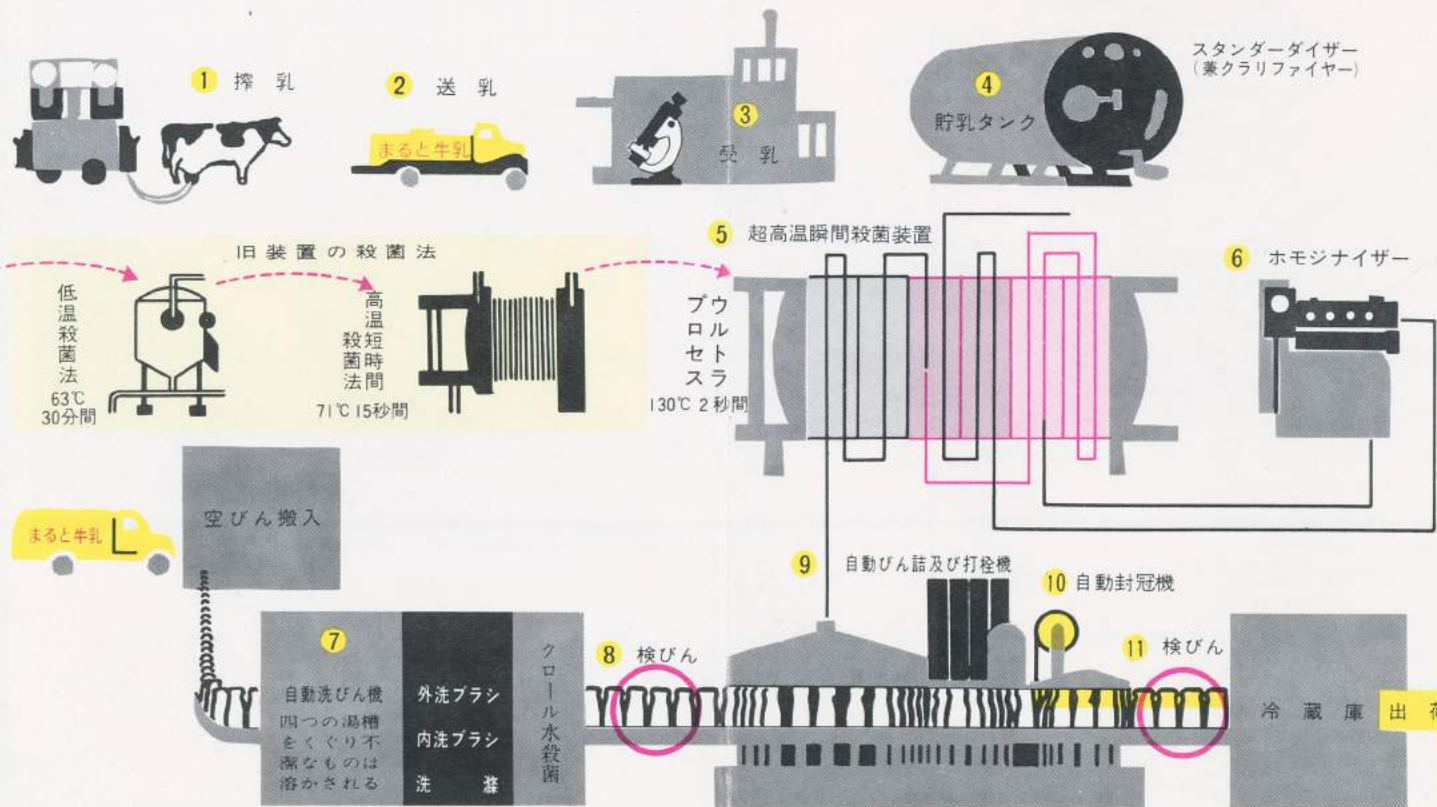 1 搾乳
2 送乳
まると牛乳
3
受乳
4
貯乳タンク
スタンダーダイザー
(兼クラリファイヤー)
旧装置の殺菌法
低温殺菌法
63℃
30分間
高温短時間
殺菌法
71℃ 15秒間
5 超高温瞬間殺菌装置
ウルトラ
プロセス
130℃ 2秒間
6 ホモジナイザー
まると牛乳
空びん搬入
7
自動洗びん機
四つの湯槽
をくぐり不
潔なものは
溶かされる
外洗ブラシ
内洗ブラシ
洗滌
クロール水殺菌
8 検びん
9 自動びん詰及び打栓機
10 自動封冠機
11 検びん
冷蔵庫
出荷